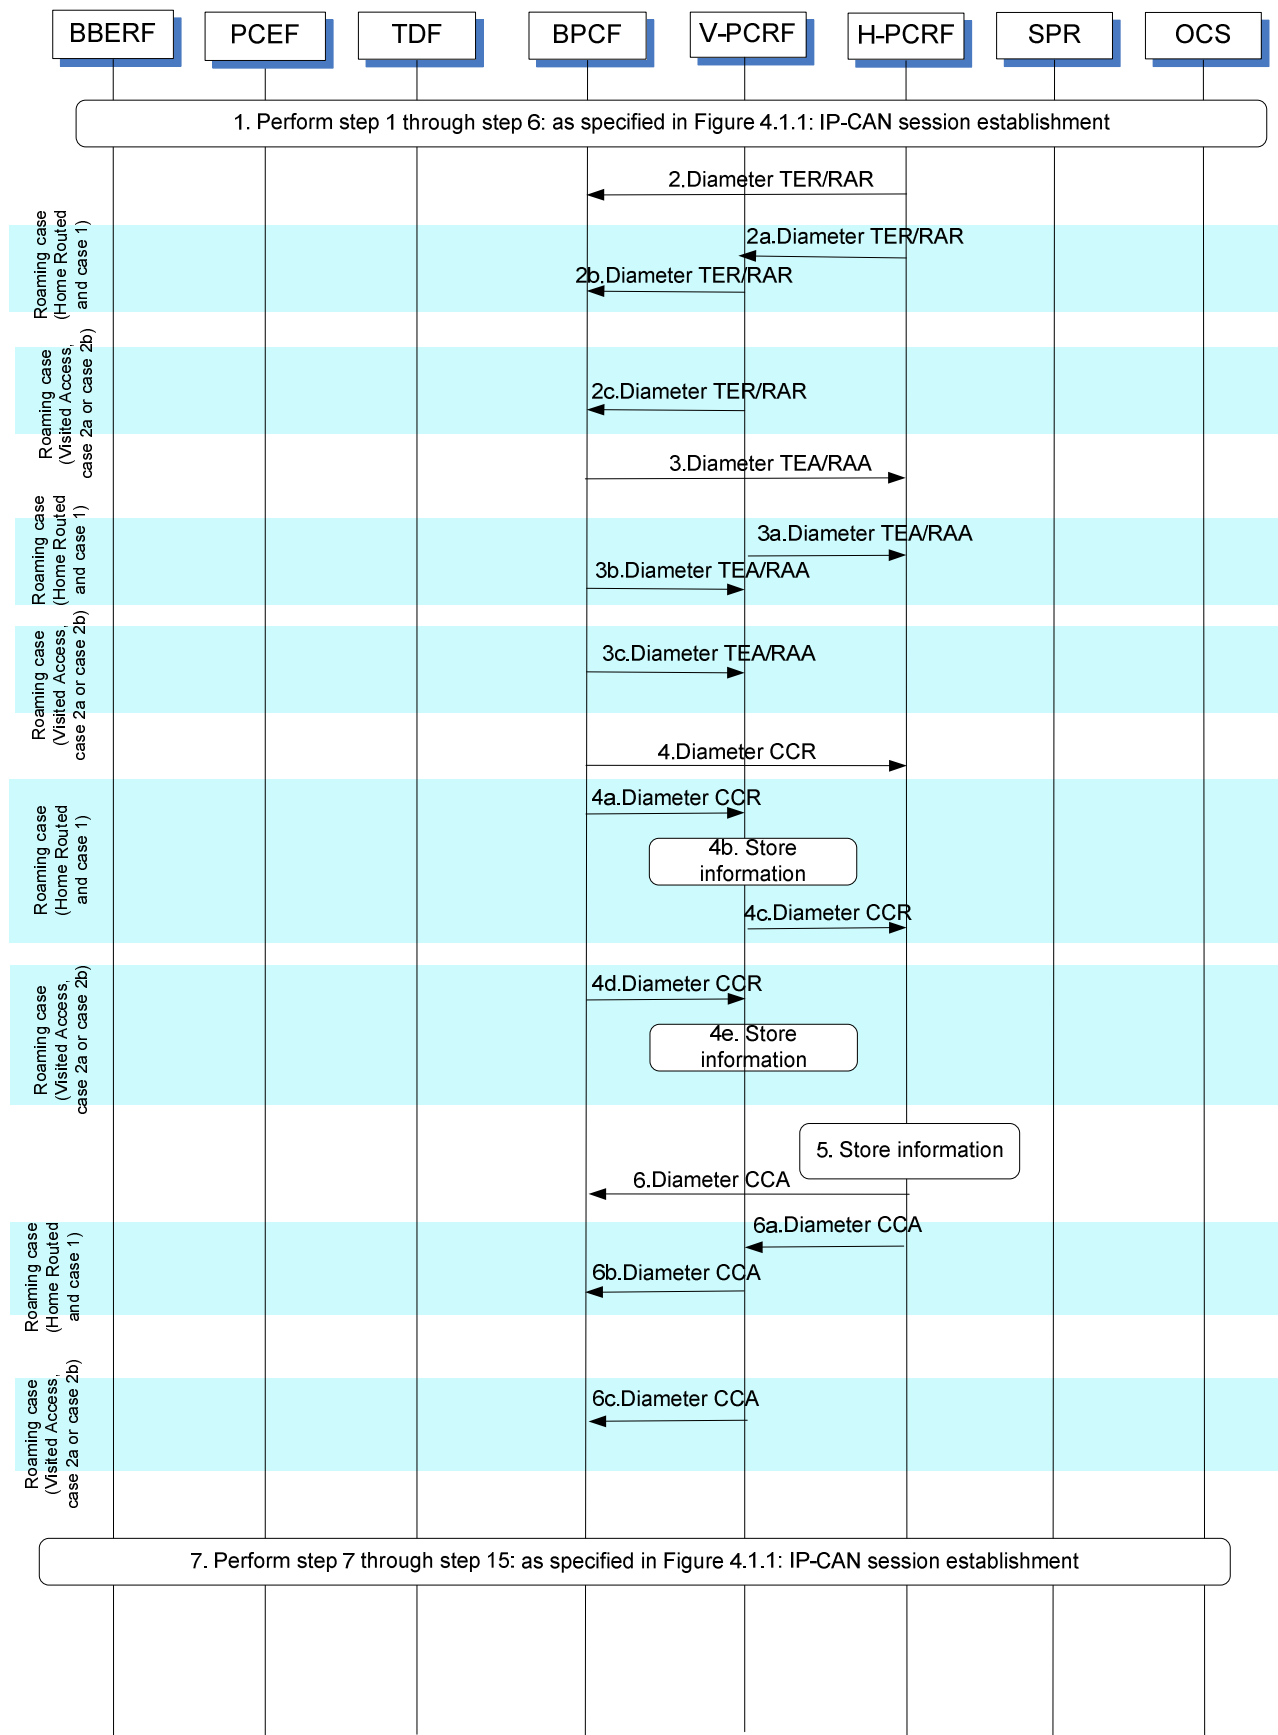 BBERF PCEF TDF BPCF V-PCRF H-PCRF SPR OCS
1. Perform step 1 through step 6: as specified in Figure 4.1.1: IP-CAN session establishment
2.Diameter TER/RAR
Roaming case
(Home Routed
and case 1)
2a.Diameter TER/RAR
2b.Diameter TER/RAR
Roaming case
(Visited Access,
case 2a or case 2b)
2c.Diameter TER/RAR
3.Diameter TEA/RAA
Roaming case
(Home Routed
and case 1)
3a.Diameter TEA/RAA
3b.Diameter TEA/RAA
Roaming case
(Visited Access,
case 2a or case 2b)
3c.Diameter TEA/RAA
4.Diameter CCR
Roaming case
(Home Routed
and case 1)
4a.Diameter CCR
4b. Store
information
4c.Diameter CCR
Roaming case
(Visited Access,
case 2a or case 2b)
4d.Diameter CCR
4e. Store
information
5. Store information
6.Diameter CCA
Roaming case
(Home Routed
and case 1)
6a.Diameter CCA
6b.Diameter CCA
Roaming case
(Visited Access,
case 2a or case 2b)
6c.Diameter CCA
7. Perform step 7 through step 15: as specified in Figure 4.1.1: IP-CAN session establishment